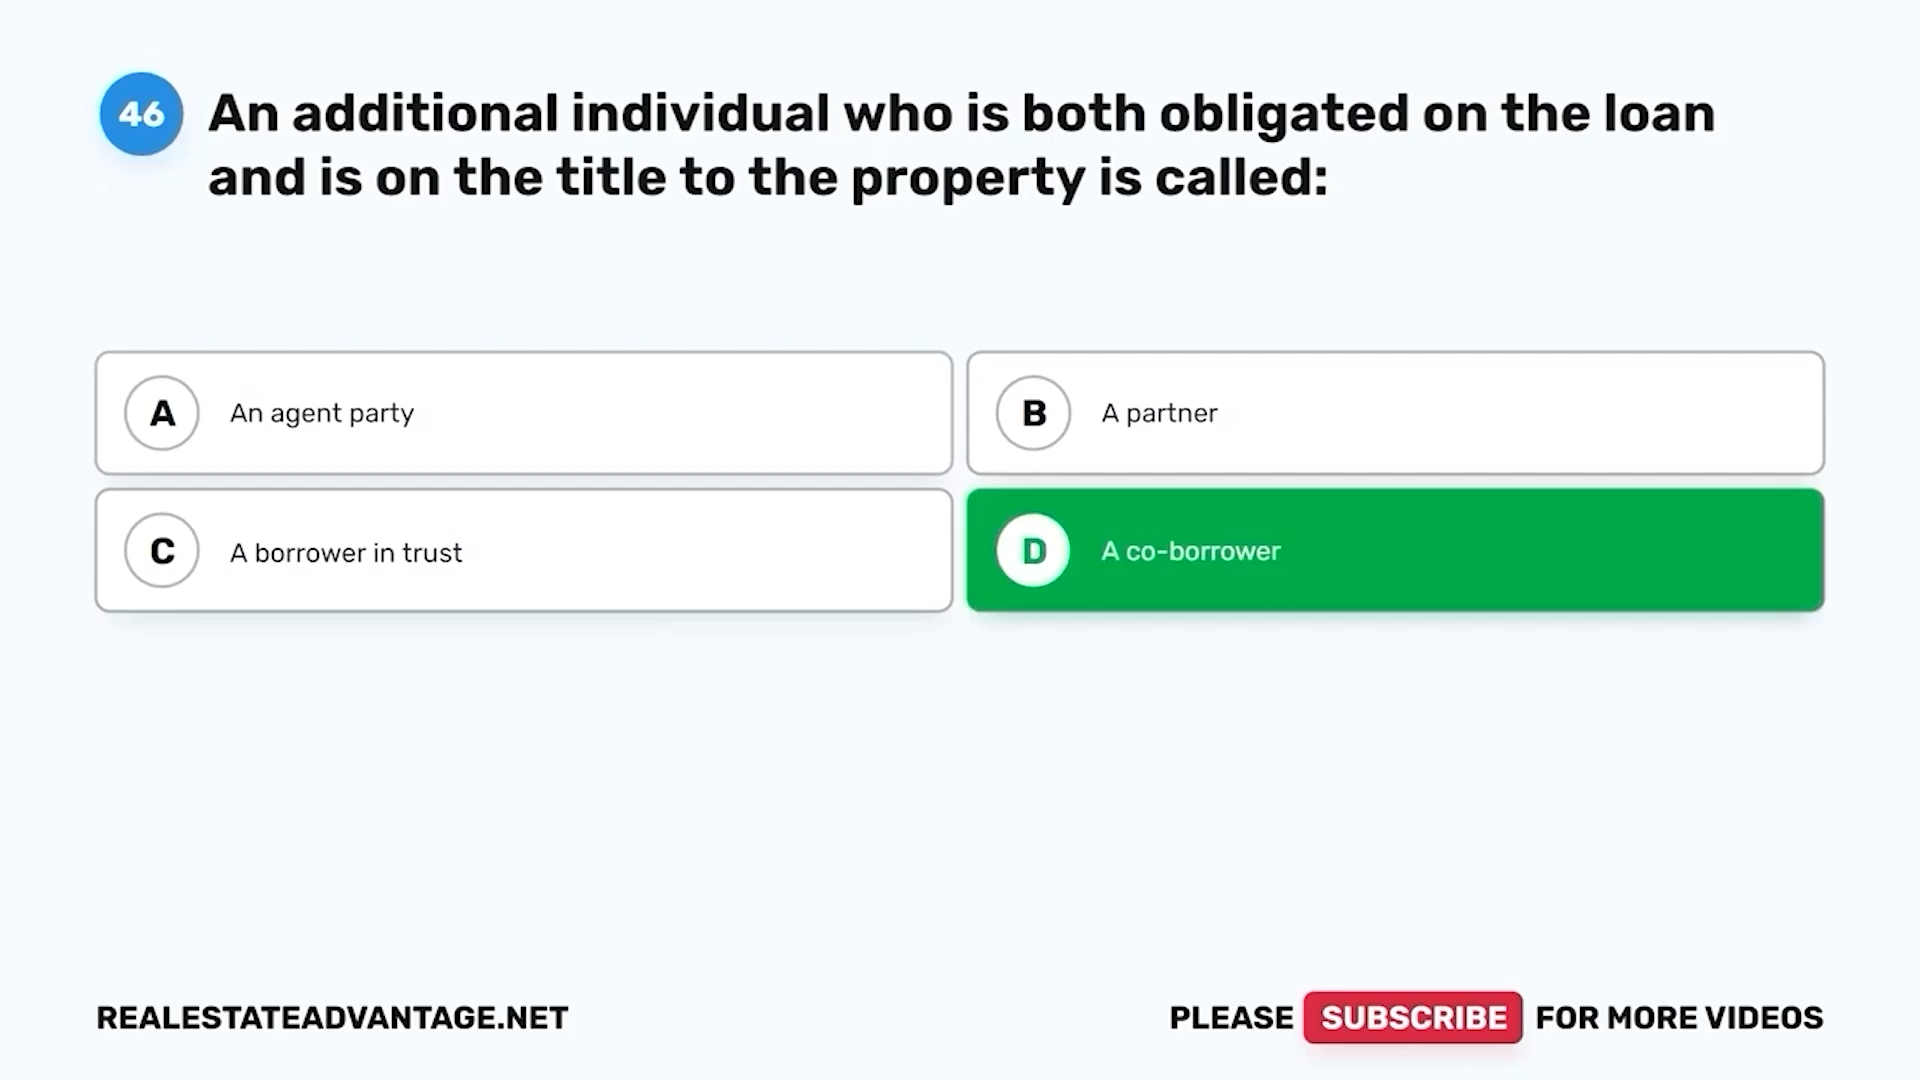 46
An additional individual who is both obligated on the loan
and is on the title to the property is called:
A An agent party
B A partner
C A borrower in trust
D A co-borrower
REALESTATEADVANTAGE.NET
PLEASE SUBSCRIBE FOR MORE VIDEOS